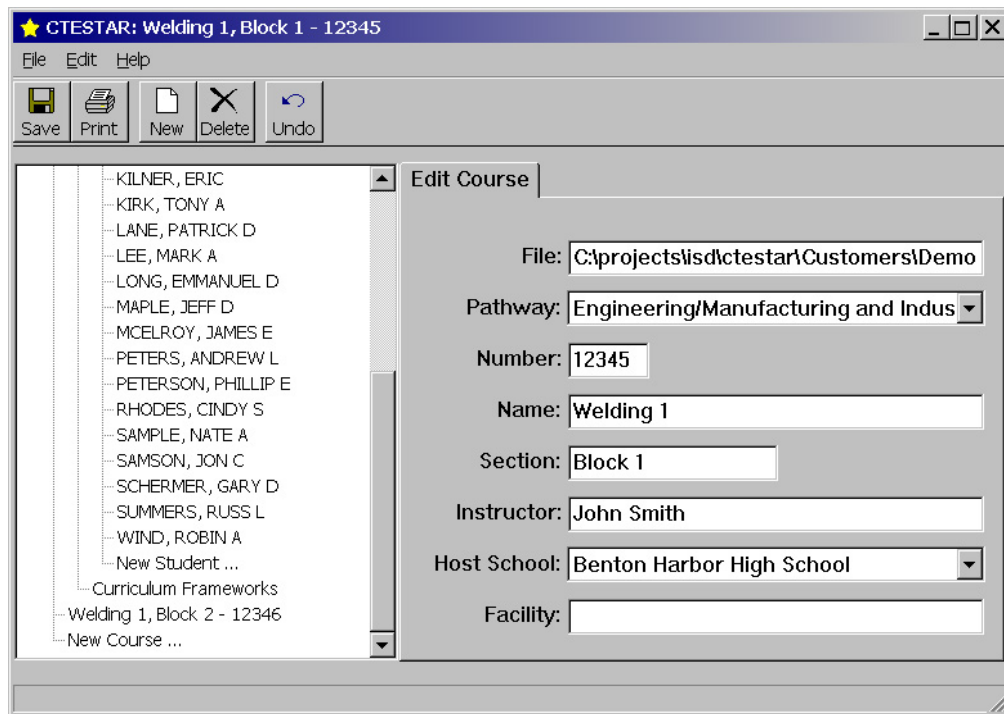 CTESTAR: Welding 1, Block 1 - 12345
File Edit Help
Save Print New Delete Undo
KILNER, ERIC
KIRK, TONY A
LANE, PATRICK D
LEE, MARK A
LONG, EMMANUEL D
MAPLE, JEFF D
MCELROY, JAMES E
PETERS, ANDREW L
PETERSON, PHILLIP E
RHODES, CINDY S
SAMPLE, NATE A
SAMSON, JON C
SCHERMER, GARY D
SUMMERS, RUSS L
WIND, ROBIN A
New Student ...
Curriculum Frameworks
Welding 1, Block 2 - 12346
New Course ...
Edit Course
File: C:\projects\isd\ctestar\Customers\Demo
Pathway: Engineering/Manufacturing and Indus
Number: 12345
Name: Welding 1
Section: Block 1
Instructor: John Smith
Host School: Benton Harbor High School
Facility: